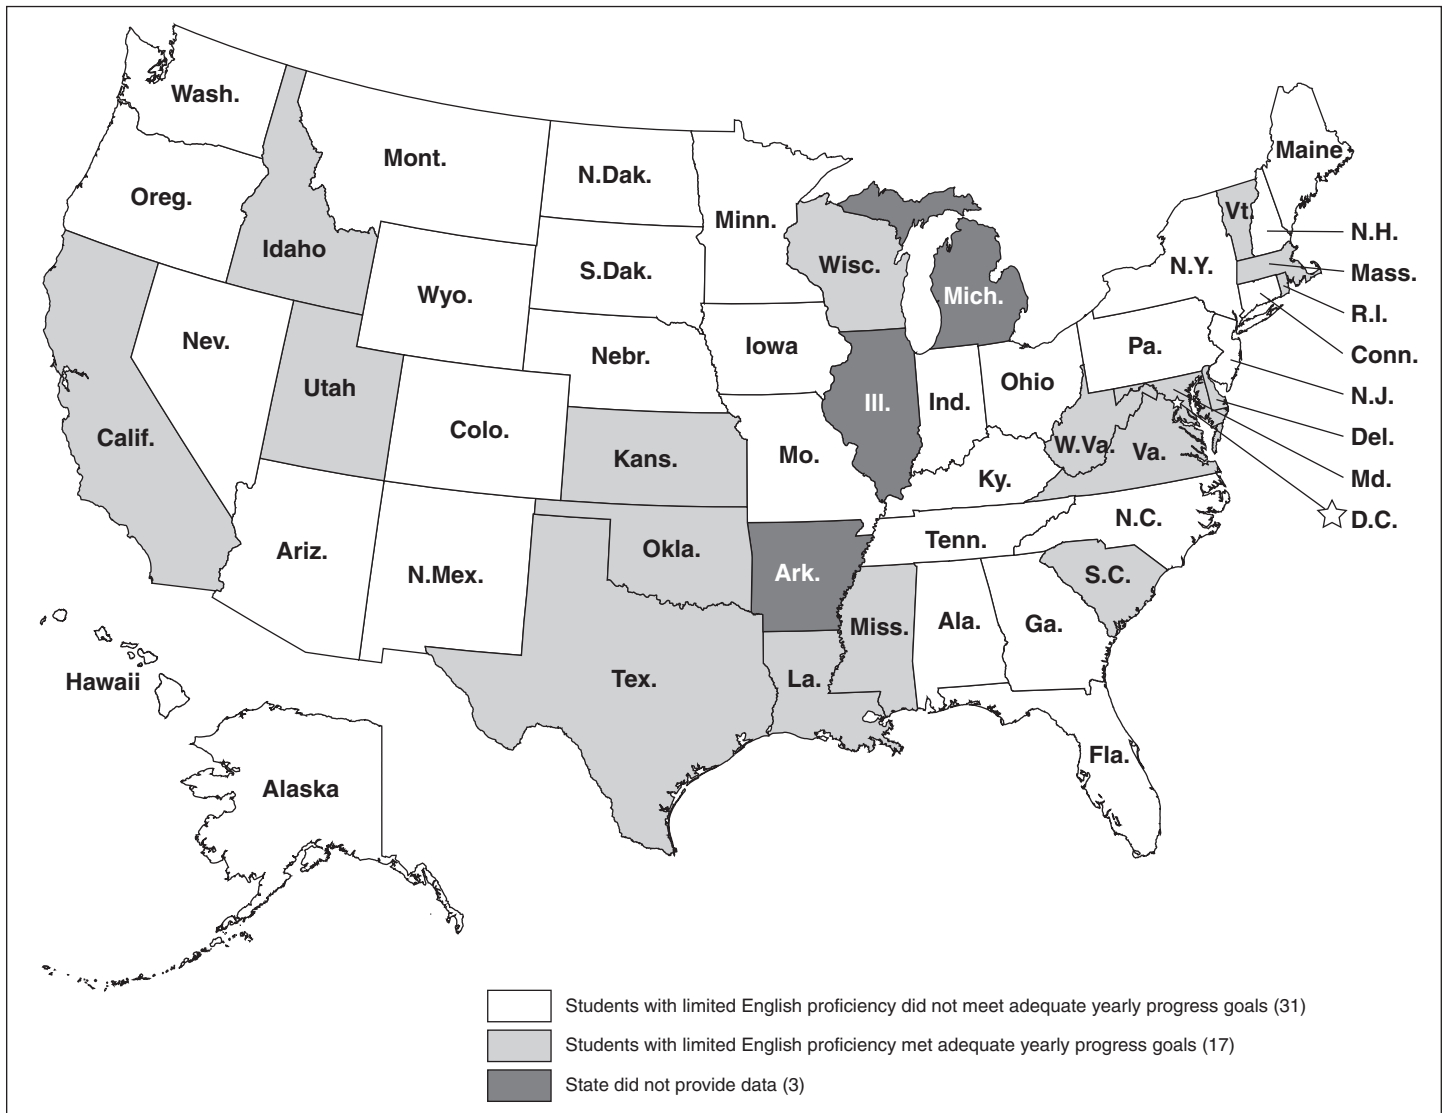 Wash.
Mont.
N.Dak.
Minn.
Maine
Oreg.
Idaho
S.Dak.
Wisc.
Vt.
N.H.
N.Y.
Mass.
Wyo.
Mich.
R.I.
Nev.
Nebr.
Iowa
Pa.
Conn.
Utah
Ohio
N.J.
Calif.
Colo.
Ill.
Ind.
Del.
Kans.
Mo.
W.Va.
Va.
Md.
Ky.
D.C.
N.C.
Ariz.
Okla.
Tenn.
N.Mex.
Ark.
S.C.
Miss.
Ala.
Ga.
Hawaii
Tex.
La.
Fla.
Alaska
Students with limited English proficiency did not meet adequate yearly progress goals (31)
Students with limited English proficiency met adequate yearly progress goals (17)
State did not provide data (3)